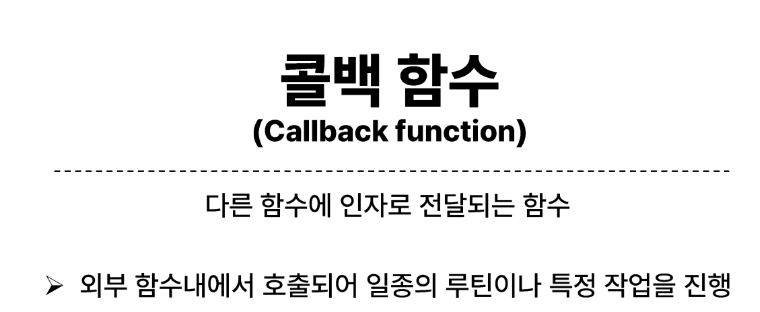 콜백 함수
(Callback function)
다른 함수에 인자로 전달되는 함수
➢ 외부 함수내에서 호출되어 일종의 루틴이나 특정 작업을 진행